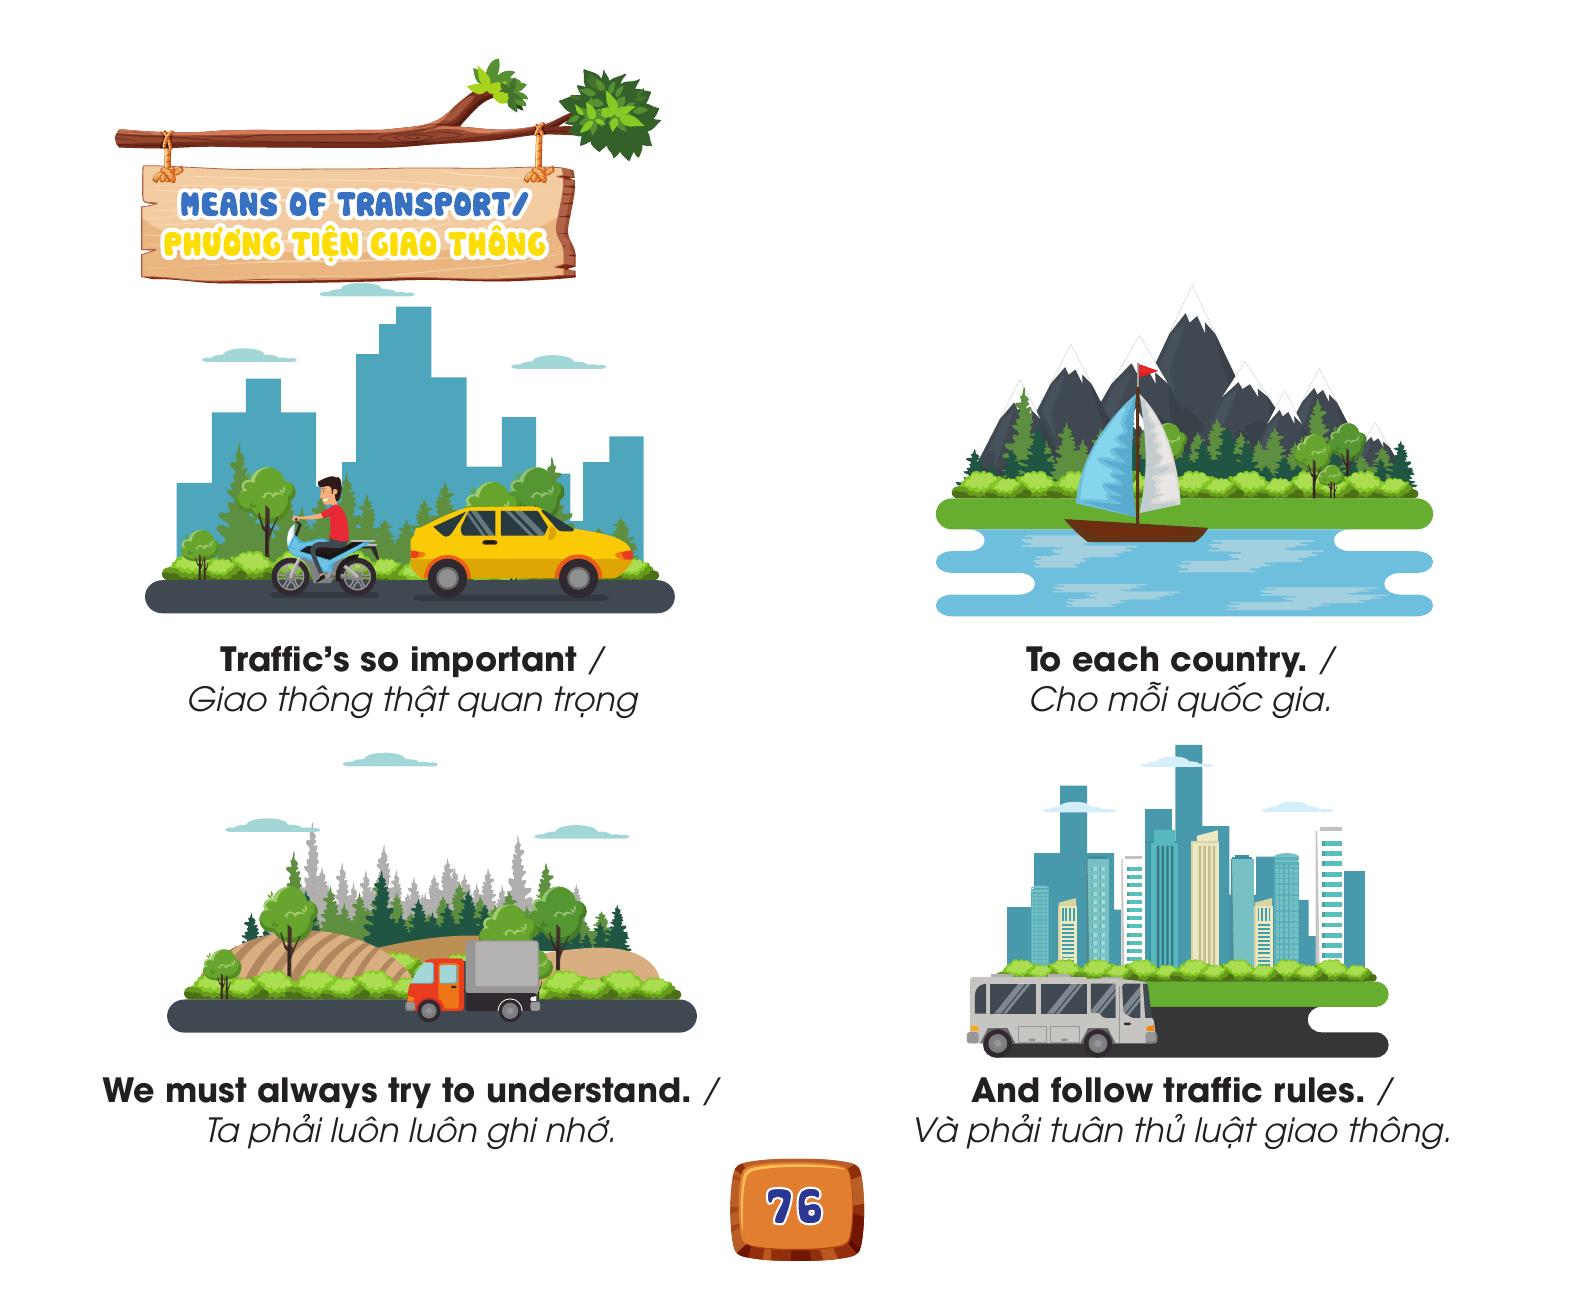 MEANS OF TRANSPORT/
PHƯƠNG TIỆN GIAO THÔNG
Traffic's so important /
Giao thông thật quan trọng
To each country. /
Cho mỗi quốc gia.
We must always try to understand. /
Ta phải luôn luôn ghi nhớ.
And follow traffic rules. /
Và phải tuân thủ luật giao thông.
76